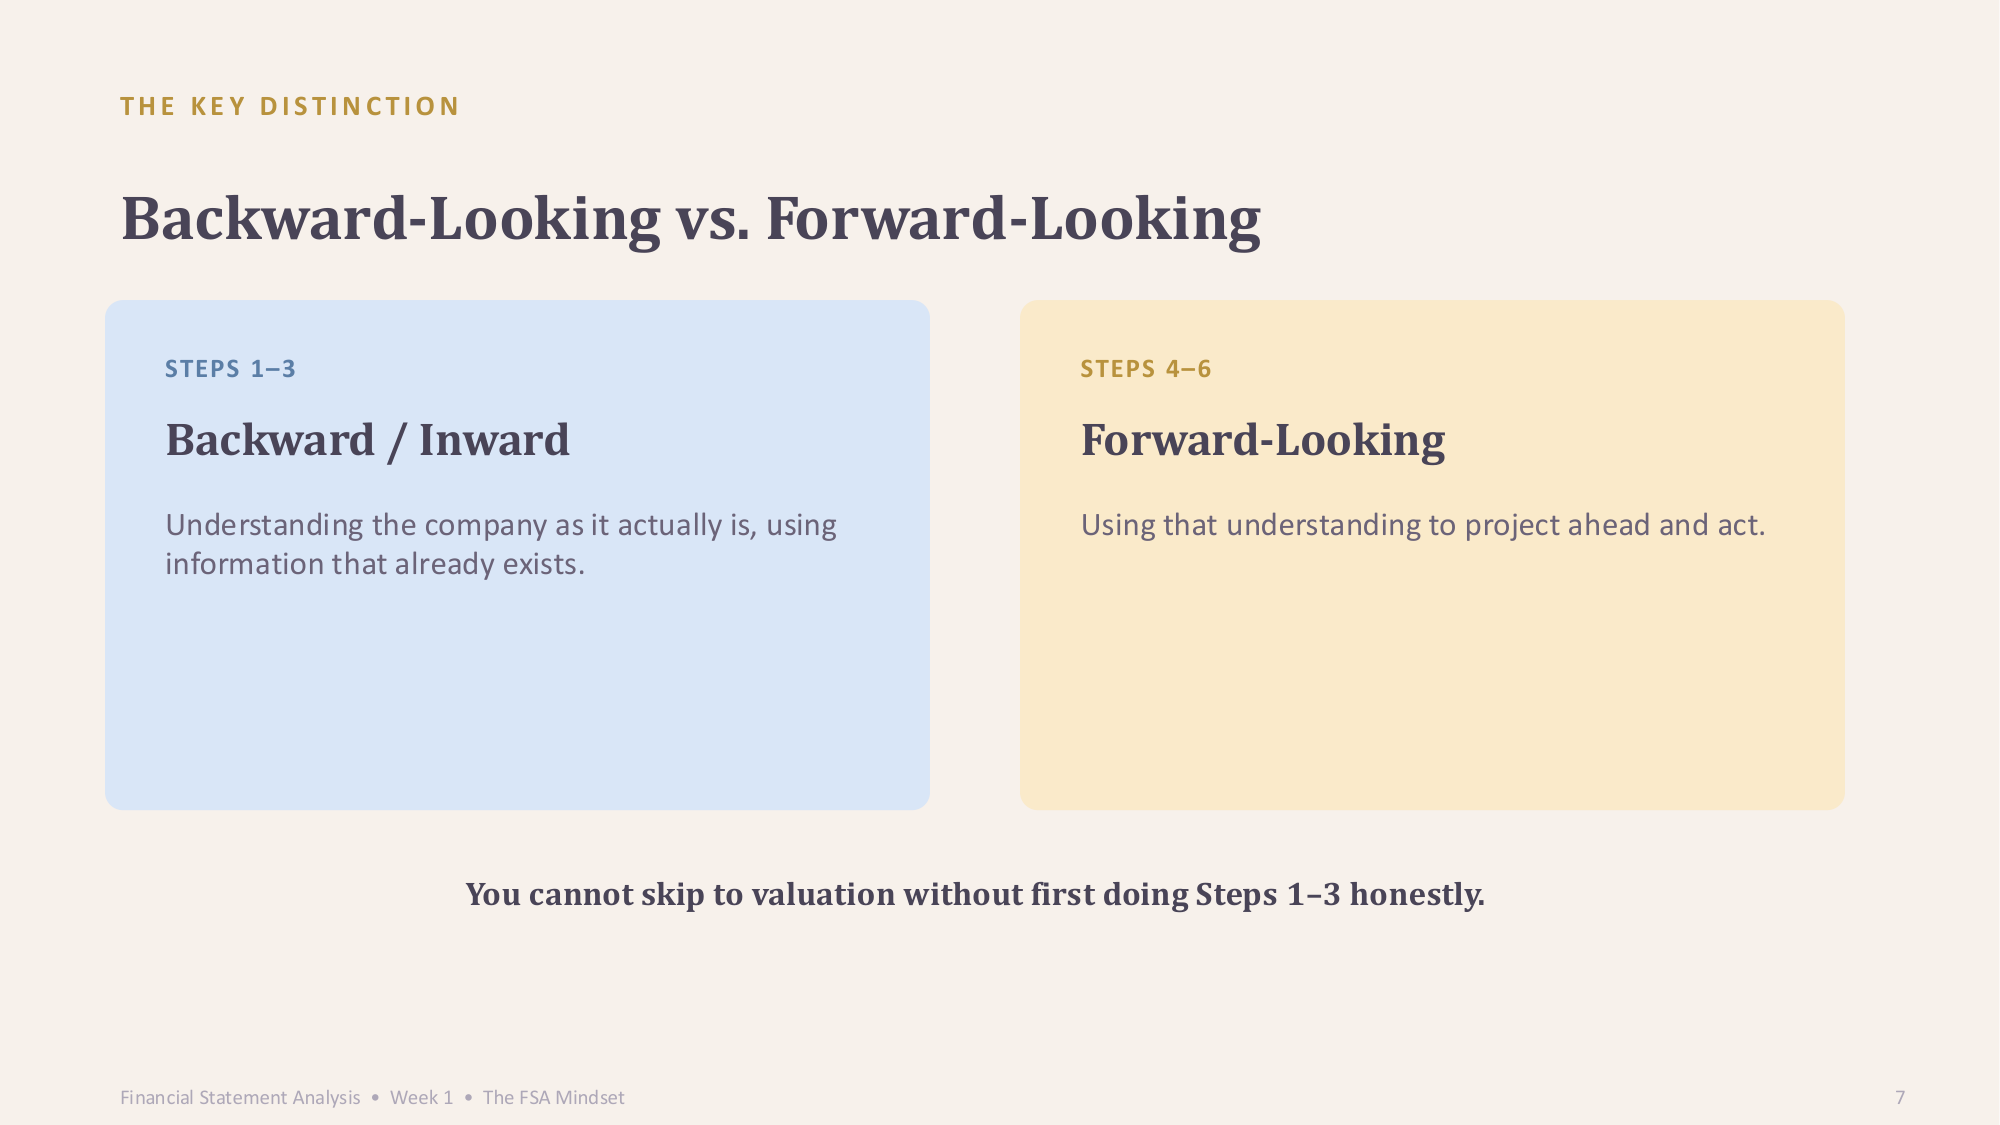 THE KEY DISTINCTION
Backward-Looking vs. Forward-Looking
STEPS 1–3
Backward / Inward
Understanding the company as it actually is, using
information that already exists.
STEPS 4–6
Forward-Looking
Using that understanding to project ahead and act.
You cannot skip to valuation without first doing Steps 1–3 honestly.
Financial Statement Analysis • Week 1 • The FSA Mindset
7